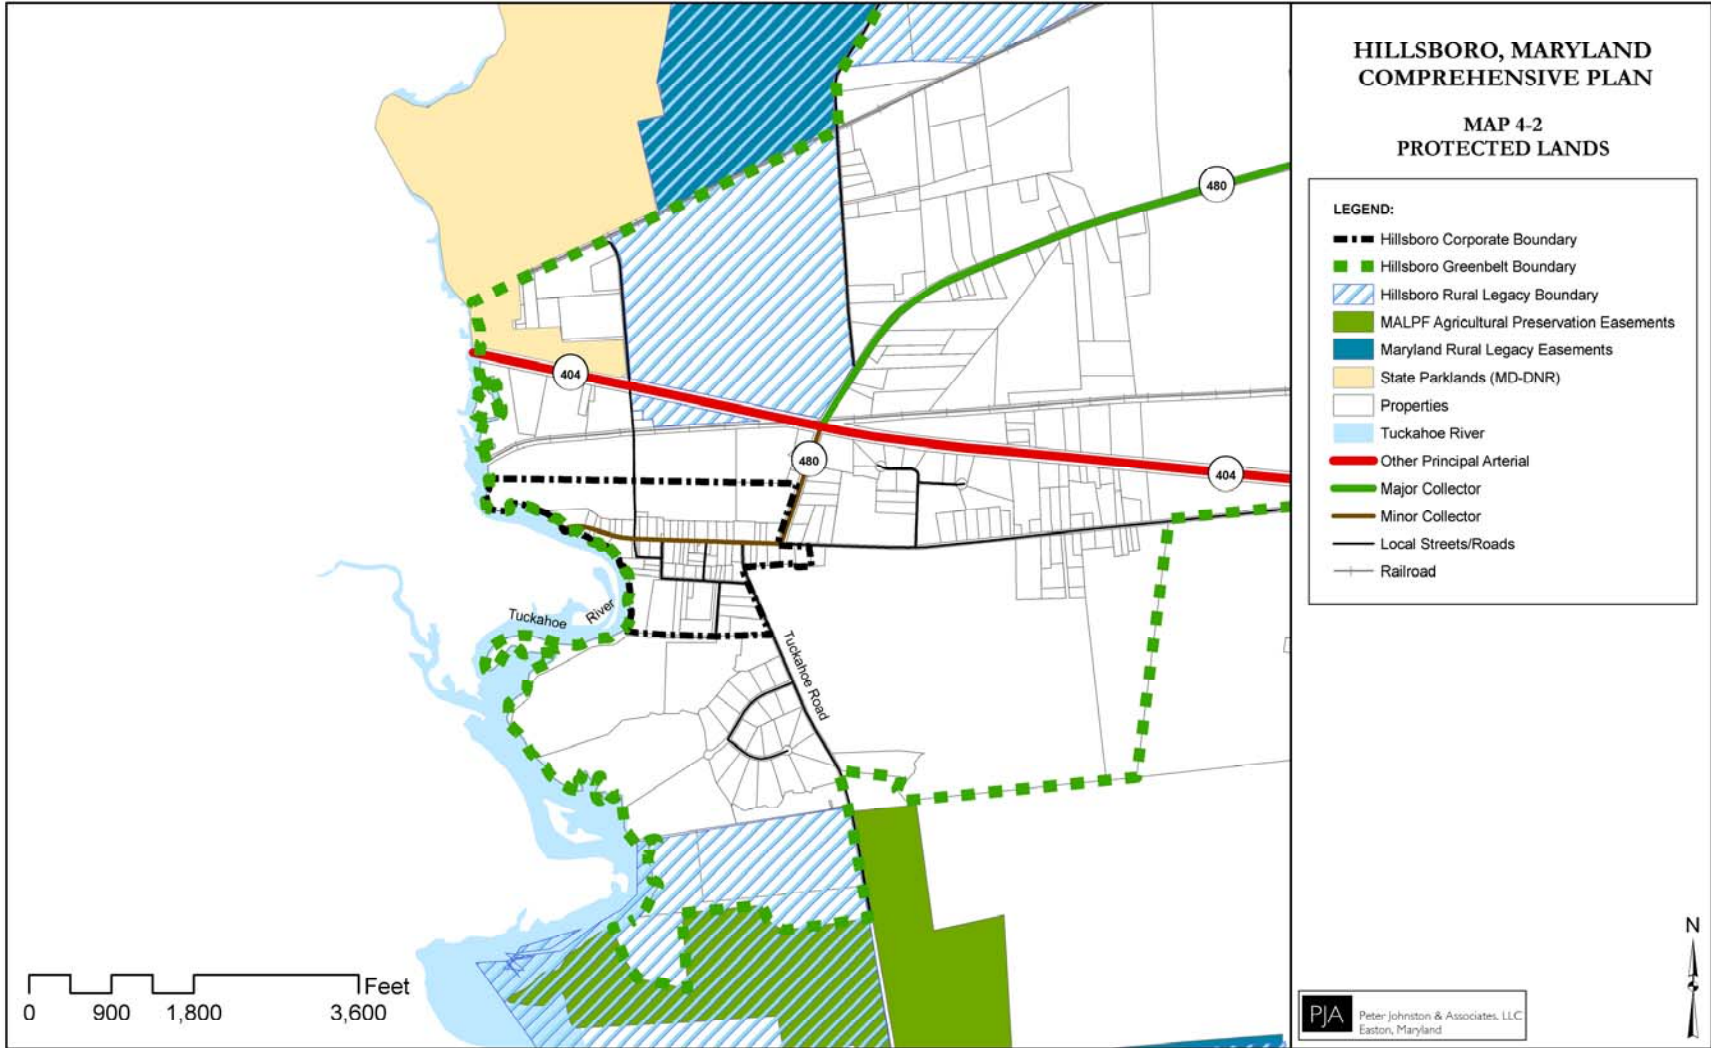 HILLSBORO, MARYLAND
COMPREHENSIVE PLAN
MAP 4-2
PROTECTED LANDS
LEGEND:
Hillsboro Corporate Boundary
Hillsboro Greenbelt Boundary
Hillsboro Rural Legacy Boundary
MALPF Agricultural Preservation Easements
Maryland Rural Legacy Easements
State Parklands (MD-DNR)
Properties
Tuckahoe River
Other Principal Arterial
Major Collector
Minor Collector
Local Streets/Roads
Railroad
480
404
480
404
Tuckahoe River
Tuckahoe Road
Feet
0 900 1,800 3,600
N
PJA Peter Johnston & Associates, LLC
Easton, Maryland